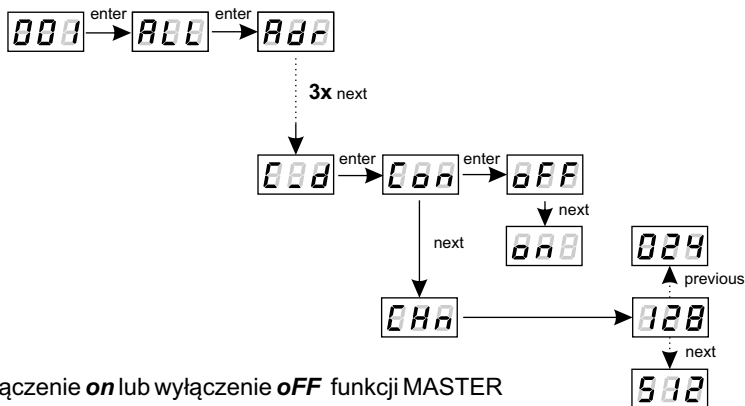 enter enter
001 ALL Adr
3x next
enter enter
C_d Con oFF
next
next
on 024
previous
CHn 128
next
łączenie on lub wyłączenie oFF funkcji MASTER
512